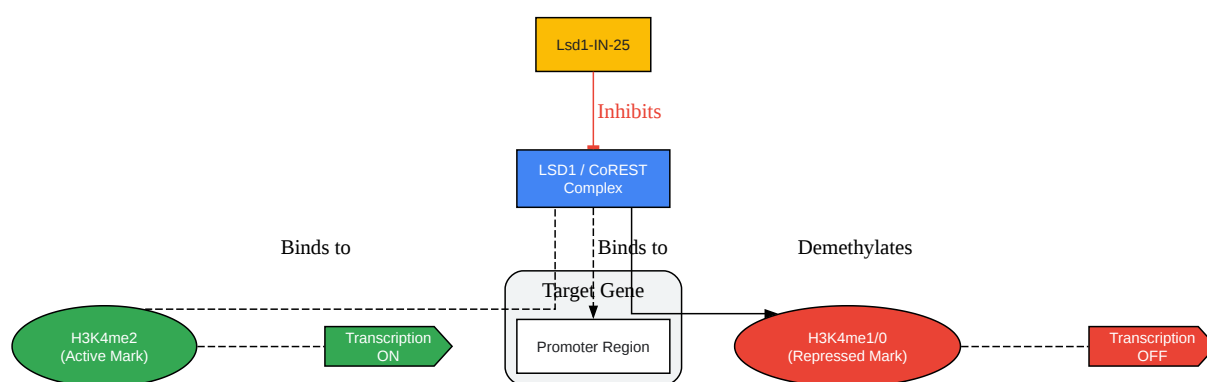 Lsd1-IN-25
Inhibits
LSD1 / CoREST
Complex
Binds to
Binds to
Demethylates
Target Gene
H3K4me2
(Active Mark)
Transcription
ON
Promoter Region
H3K4me1/0
(Repressed Mark)
Transcription
OFF